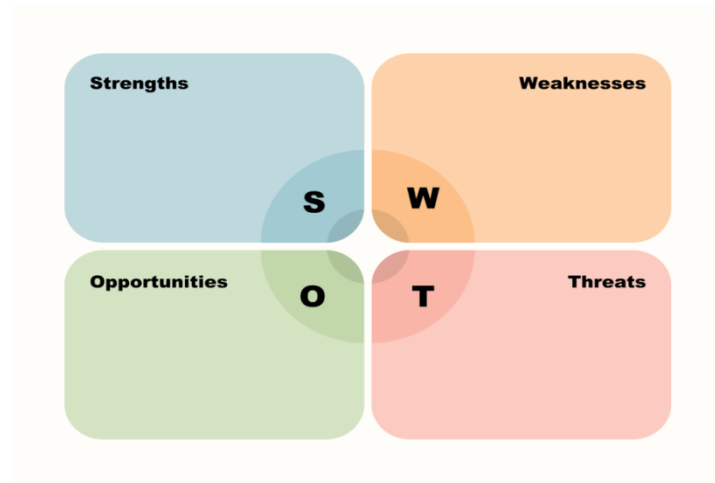 Strengths
Weaknesses
S
W
Opportunities
Threats
O
T